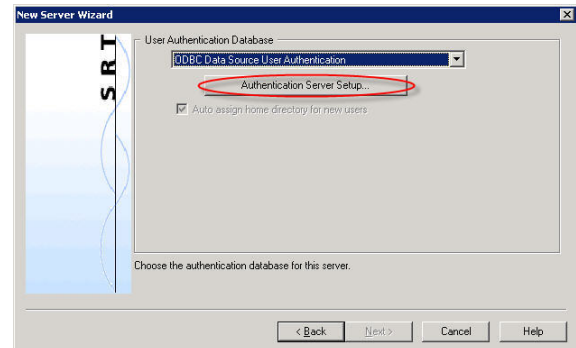 New Server Wizard
SRT
User Authentication Database
ODBC Data Source User Authentication
Authentication Server Setup...
Auto assign home directory for new users
Choose the authentication database for this server.
< Back
Next >
Cancel
Help